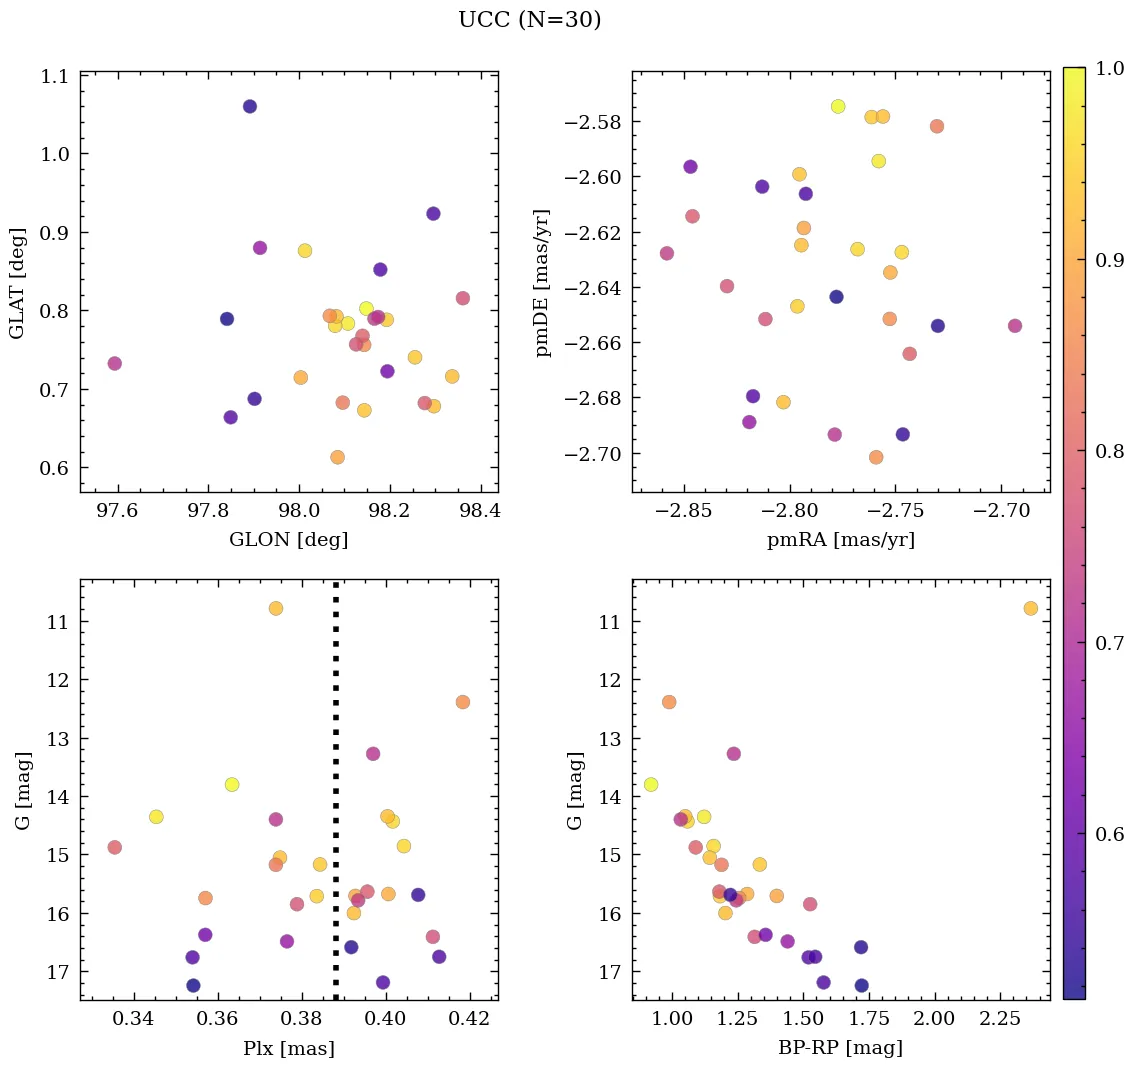 UCC (N=30)
1.1
1.0
0.9
0.8
0.7
0.6
GLAT [deg]
97.6 97.8 98.0 98.2 98.4
GLON [deg]
−2.58
−2.60
−2.62
−2.64
−2.66
−2.68
−2.70
pmDE [mas/yr]
−2.85 −2.80 −2.75 −2.70
pmRA [mas/yr]
1.0
0.9
0.8
0.7
0.6
11
12
13
14
15
16
17
G [mag]
0.34 0.36 0.38 0.40 0.42
Plx [mas]
11
12
13
14
15
16
17
G [mag]
1.00 1.25 1.50 1.75 2.00 2.25
BP-RP [mag]